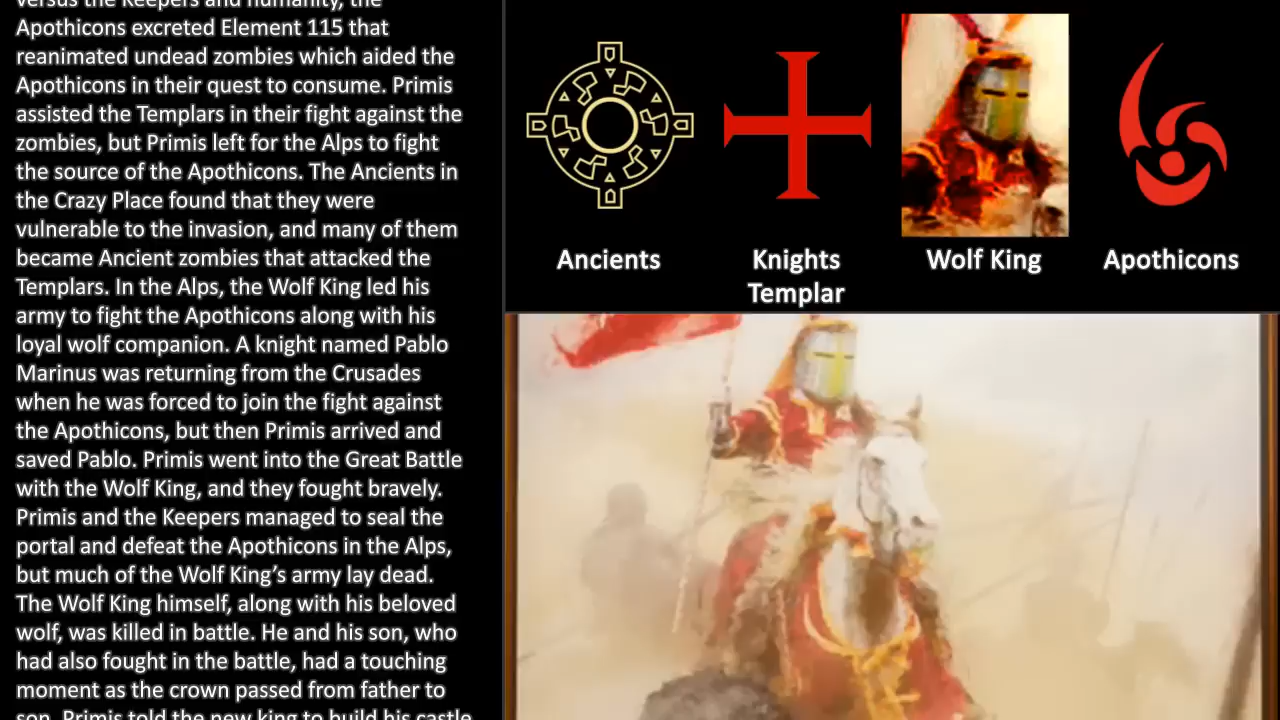 versus the Keepers and humanity, the
Apothicons excreted Element 115 that
reanimated undead zombies which aided the
Apothicons in their quest to consume. Primis
assisted the Templars in their fight against the
zombies, but Primis left for the Alps to fight
the source of the Apothicons. The Ancients in
the Crazy Place found that they were
vulnerable to the invasion, and many of them
became Ancient zombies that attacked the
Templars. In the Alps, the Wolf King led his
army to fight the Apothicons along with his
loyal wolf companion. A knight named Pablo
Marinus was returning from the Crusades
when he was forced to join the fight against
the Apothicons, but then Primis arrived and
saved Pablo. Primis went into the Great Battle
with the Wolf King, and they fought bravely.
Primis and the Keepers managed to seal the
portal and defeat the Apothicons in the Alps,
but much of the Wolf King’s army lay dead.
The Wolf King himself, along with his beloved
wolf, was killed in battle. He and his son, who
had also fought in the battle, had a touching
moment as the crown passed from father to
son. Primis told the new king to build his castle
Ancients
Knights
Templar
Wolf King
Apothicons